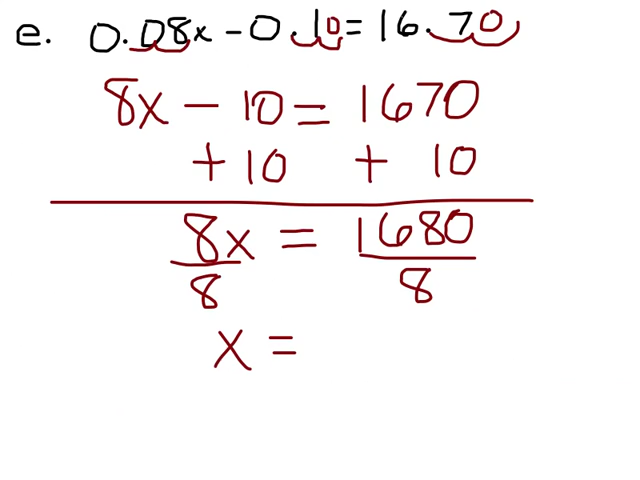 e. 0.08x - 0.10 = 16.70
8x - 10 = 1670
+ 10 + 10
8x = 1680
8 8
x =